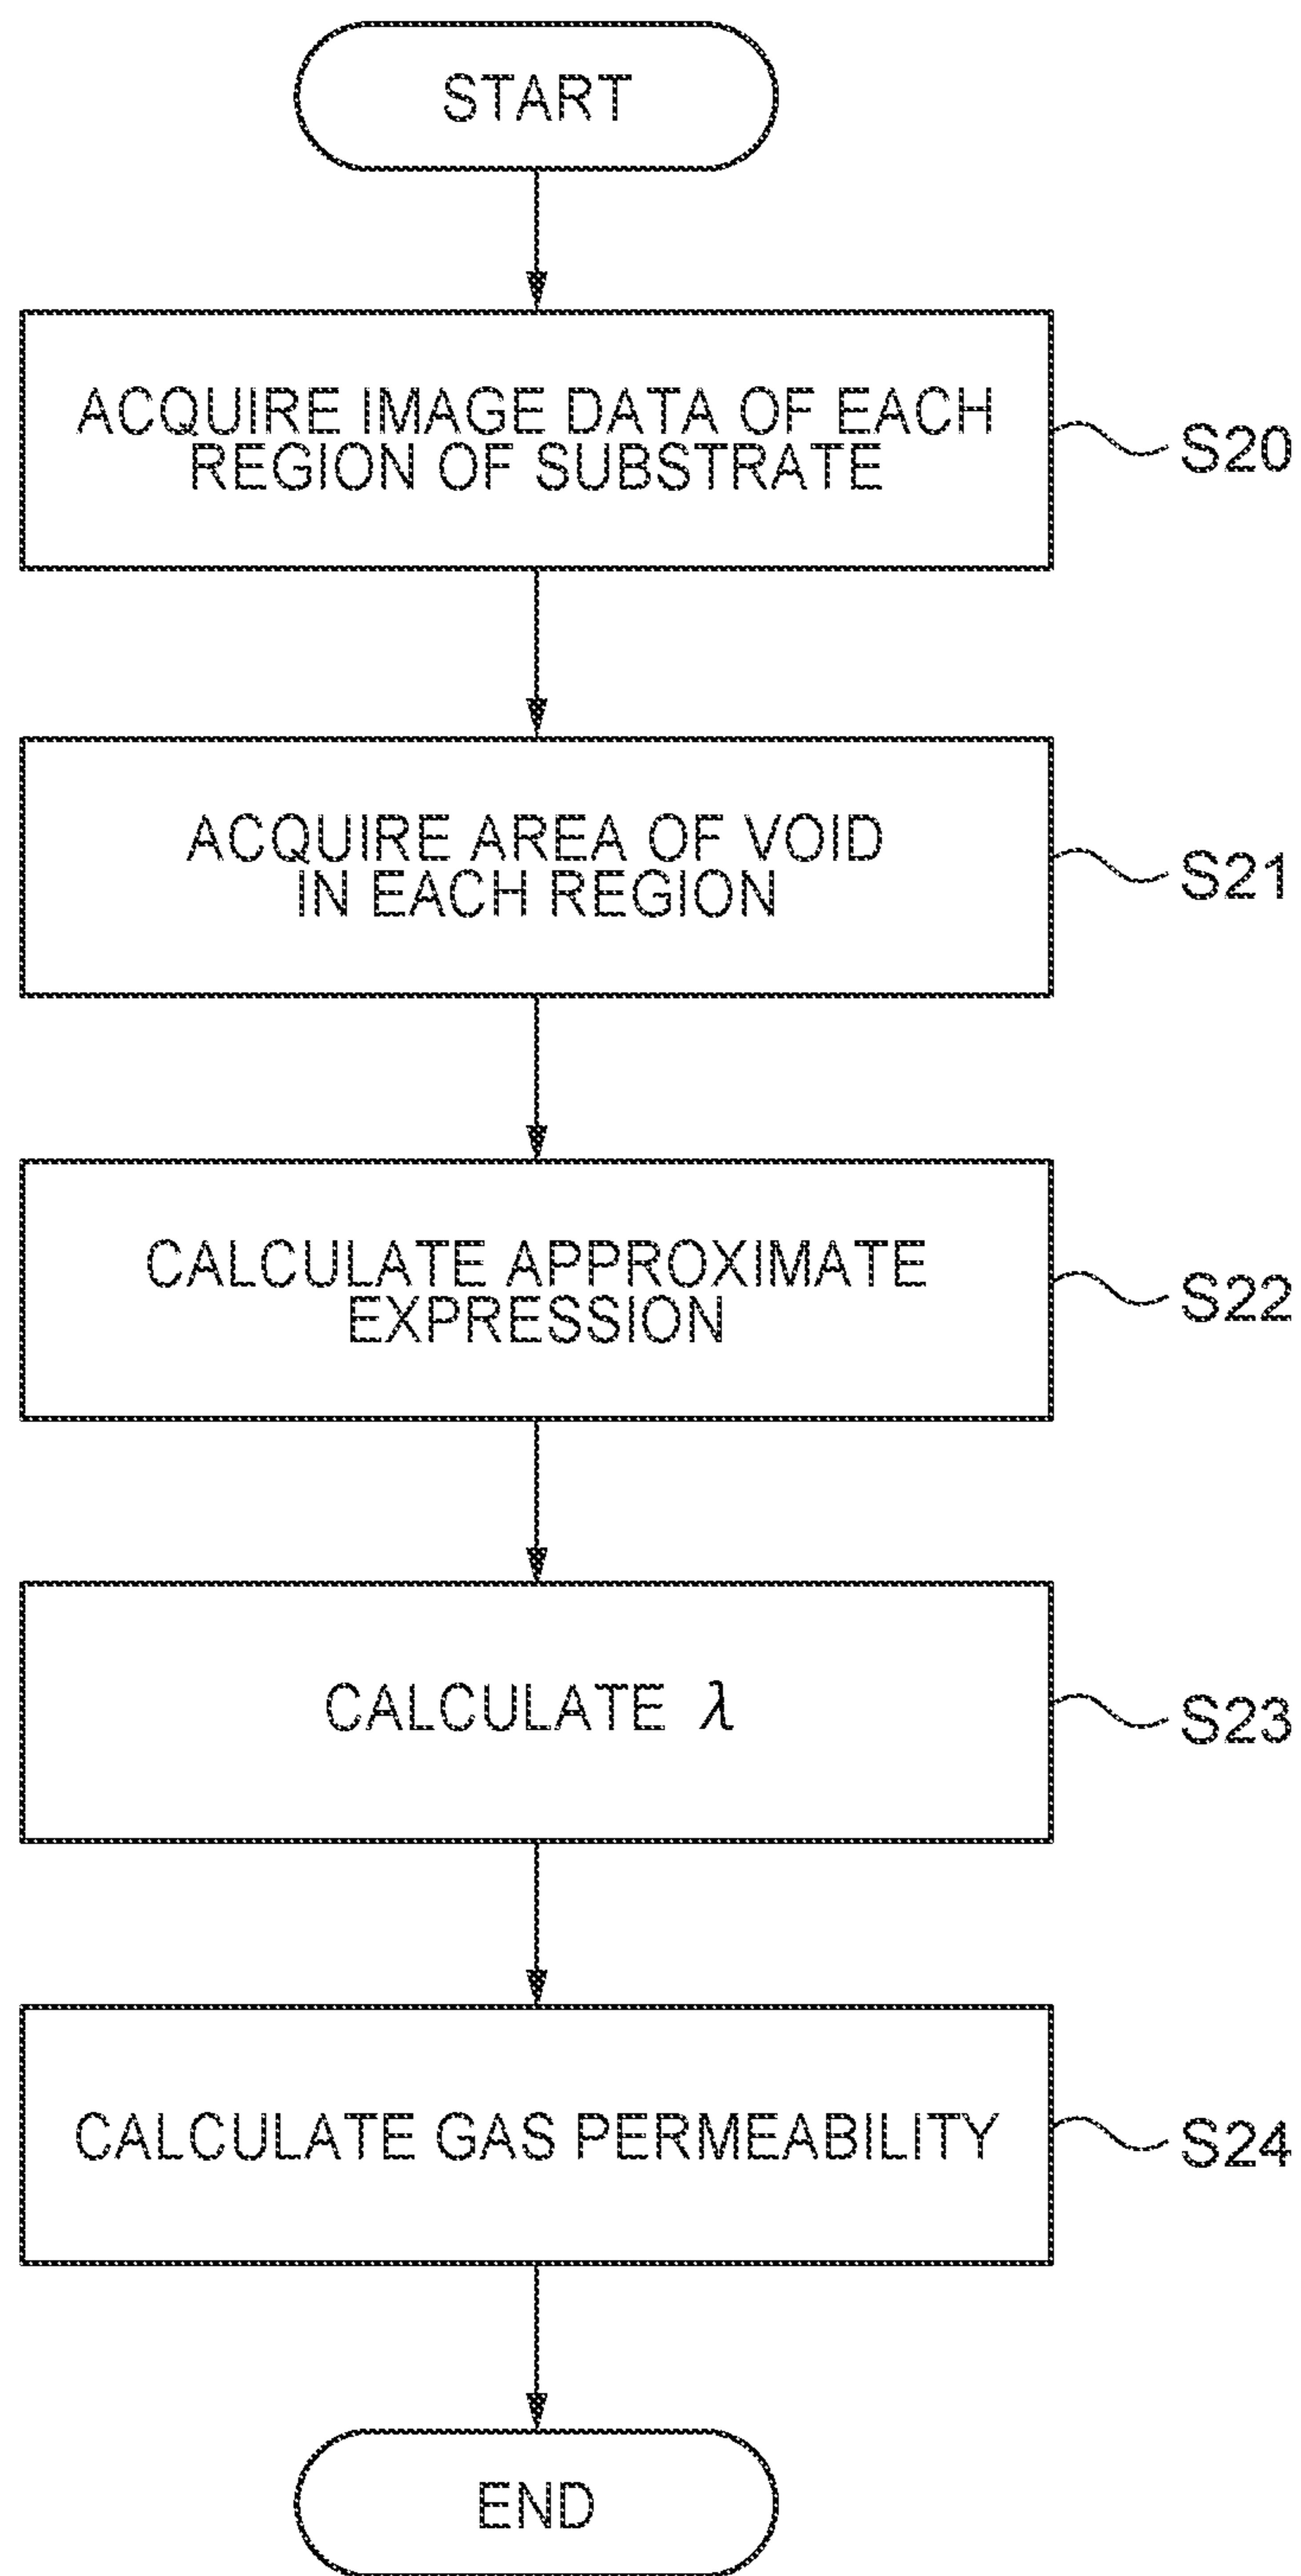 START
ACQUIRE IMAGE DATA OF EACH
REGION OF SUBSTRATE
S20
ACQUIRE AREA OF VOID
IN EACH REGION
S21
CALCULATE APPROXIMATE
EXPRESSION
S22
CALCULATE λ
S23
CALCULATE GAS PERMEABILITY
S24
END